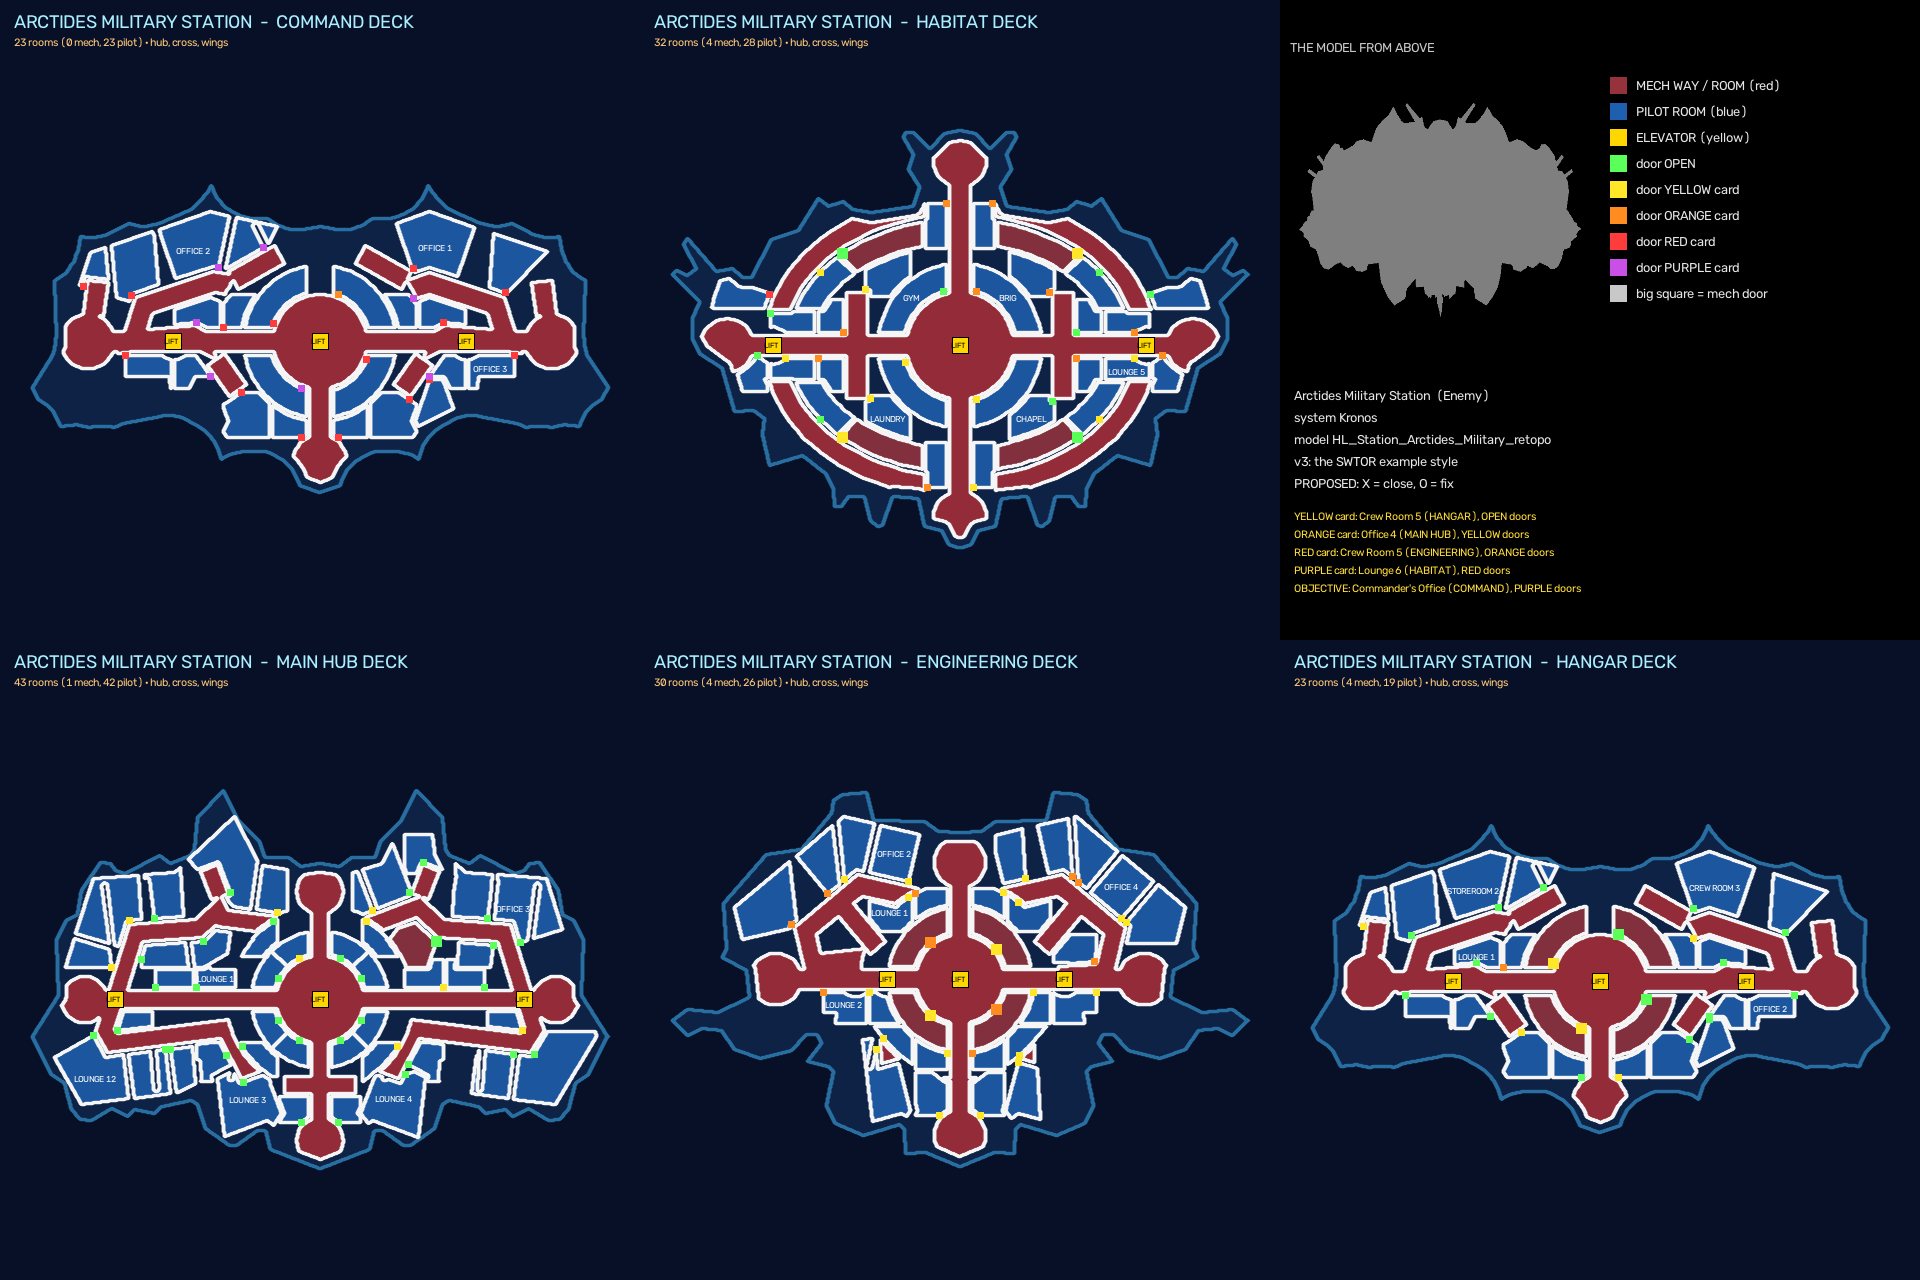 ARCTIDES MILITARY STATION - COMMAND DECK
23 rooms (0 mech, 23 pilot) • hub, cross, wings
OFFICE 2
OFFICE 1
LIFT
LIFT
LIFT
OFFICE 3
ARCTIDES MILITARY STATION - HABITAT DECK
32 rooms (4 mech, 28 pilot) • hub, cross, wings
GYM
BRIG
LIFT
LIFT
LIFT
LOUNGE 5
LAUNDRY
CHAPEL
THE MODEL FROM ABOVE
MECH WAY / ROOM (red)
PILOT ROOM (blue)
ELEVATOR (yellow)
door OPEN
door YELLOW card
door ORANGE card
door RED card
door PURPLE card
big square = mech door
Arctides Military Station (Enemy)
system Kronos
model HL_Station_Arctides_Military_retopo
v3: the SWTOR example style
PROPOSED: X = close, O = fix
YELLOW card: Crew Room 5 (HANGAR), OPEN doors
ORANGE card: Office 4 (MAIN HUB), YELLOW doors
RED card: Crew Room 5 (ENGINEERING), ORANGE doors
PURPLE card: Lounge 6 (HABITAT), RED doors
OBJECTIVE: Commander's Office (COMMAND), PURPLE doors
ARCTIDES MILITARY STATION - MAIN HUB DECK
43 rooms (1 mech, 42 pilot) • hub, cross, wings
OFFICE 3
LOUNGE 1
LIFT
LIFT
LIFT
LOUNGE 12
LOUNGE 3
LOUNGE 4
ARCTIDES MILITARY STATION - ENGINEERING DECK
30 rooms (4 mech, 26 pilot) • hub, cross, wings
OFFICE 2
OFFICE 4
LOUNGE 1
LIFT
LIFT
LIFT
LOUNGE 2
ARCTIDES MILITARY STATION - HANGAR DECK
23 rooms (4 mech, 19 pilot) • hub, cross, wings
STOREROOM 2
CREW ROOM 3
LOUNGE 1
LIFT
LIFT
LIFT
OFFICE 2